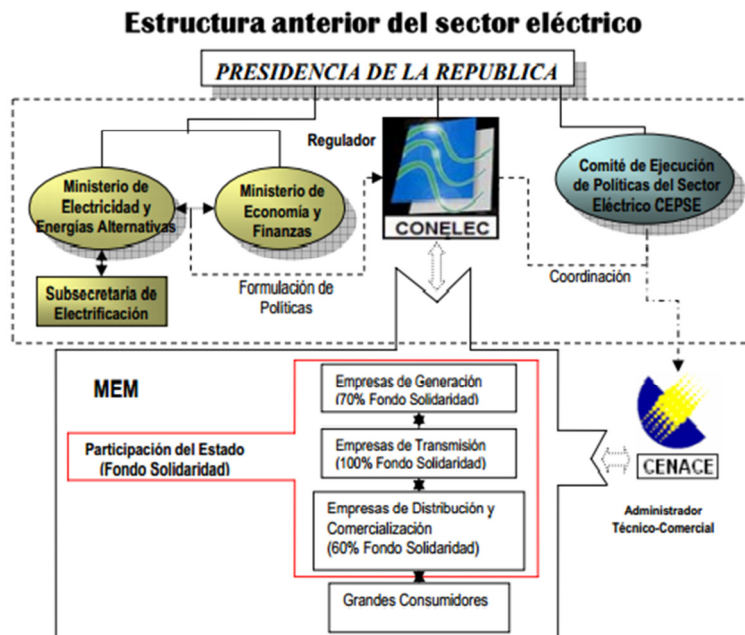 Estructura anterior del sector eléctrico
PRESIDENCIA DE LA REPUBLICA
Regulador
Ministerio de
Electricidad y
Energías Alternativas
Ministerio de
Economía y
Finanzas
CONELEC
Comité de Ejecución
de Políticas del Sector
Eléctrico CEPSE
Subsecretaria de
Electrificación
Formulación de
Políticas
Coordinación
MEM
Empresas de Generación
(70% Fondo Solidaridad)
Participación del Estado
(Fondo Solidaridad)
Empresas de Transmisión
(100% Fondo Solidaridad)
Empresas de Distribución y
Comercialización
(60% Fondo Solidaridad)
Grandes Consumidores
CENACE
Administrador
Técnico-Comercial